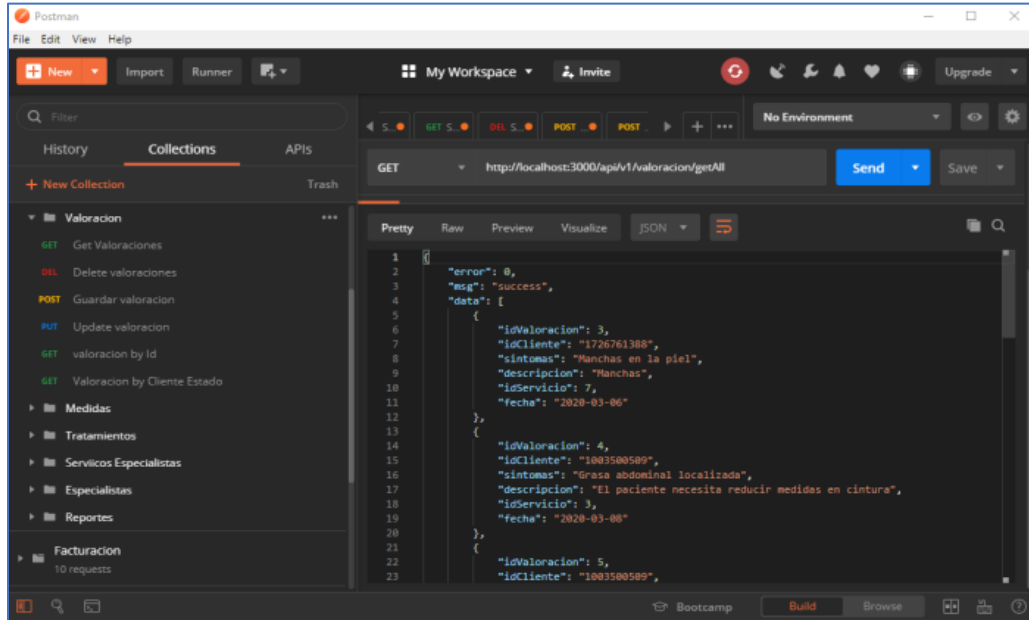 Postman
File Edit View Help
New Import Runner My Workspace Invite Upgrade
Filter
History Collections APIs
+ New Collection Trash
Valoracion
GET Get Valoraciones
DEL Delete valoraciones
POST Guardar valoracion
PUT Update valoracion
GET valoracion by Id
GET Valoracion by Cliente Estado
Medidas
Tratamientos
Serviicos Especialistas
Especialistas
Reportes
Facturacion
10 requests
S... GET S... DEL S... POST ... POST . + ••• No Environment
GET http://localhost:3000/api/v1/valoracion/getAll Send Save
Pretty Raw Preview Visualize JSON
1 {
2 "error": 0,
3 "msg": "success",
4 "data": [
5 {
6 "idValoracion": 3,
7 "idCliente": "1726761388",
8 "sintomas": "Manchas en la piel",
9 "descripcion": "Manchas",
10 "idServicio": 7,
11 "fecha": "2020-03-06"
12 },
13 {
14 "idValoracion": 4,
15 "idCliente": "1003500509",
16 "sintomas": "Grasa abdominal localizada",
17 "descripcion": "El paciente necesita reducir medidas en cintura",
18 "idServicio": 3,
19 "fecha": "2020-03-08"
20 },
21 {
22 "idValoracion": 5,
23 "idCliente": "1003500509",
Bootcamp Build Browse